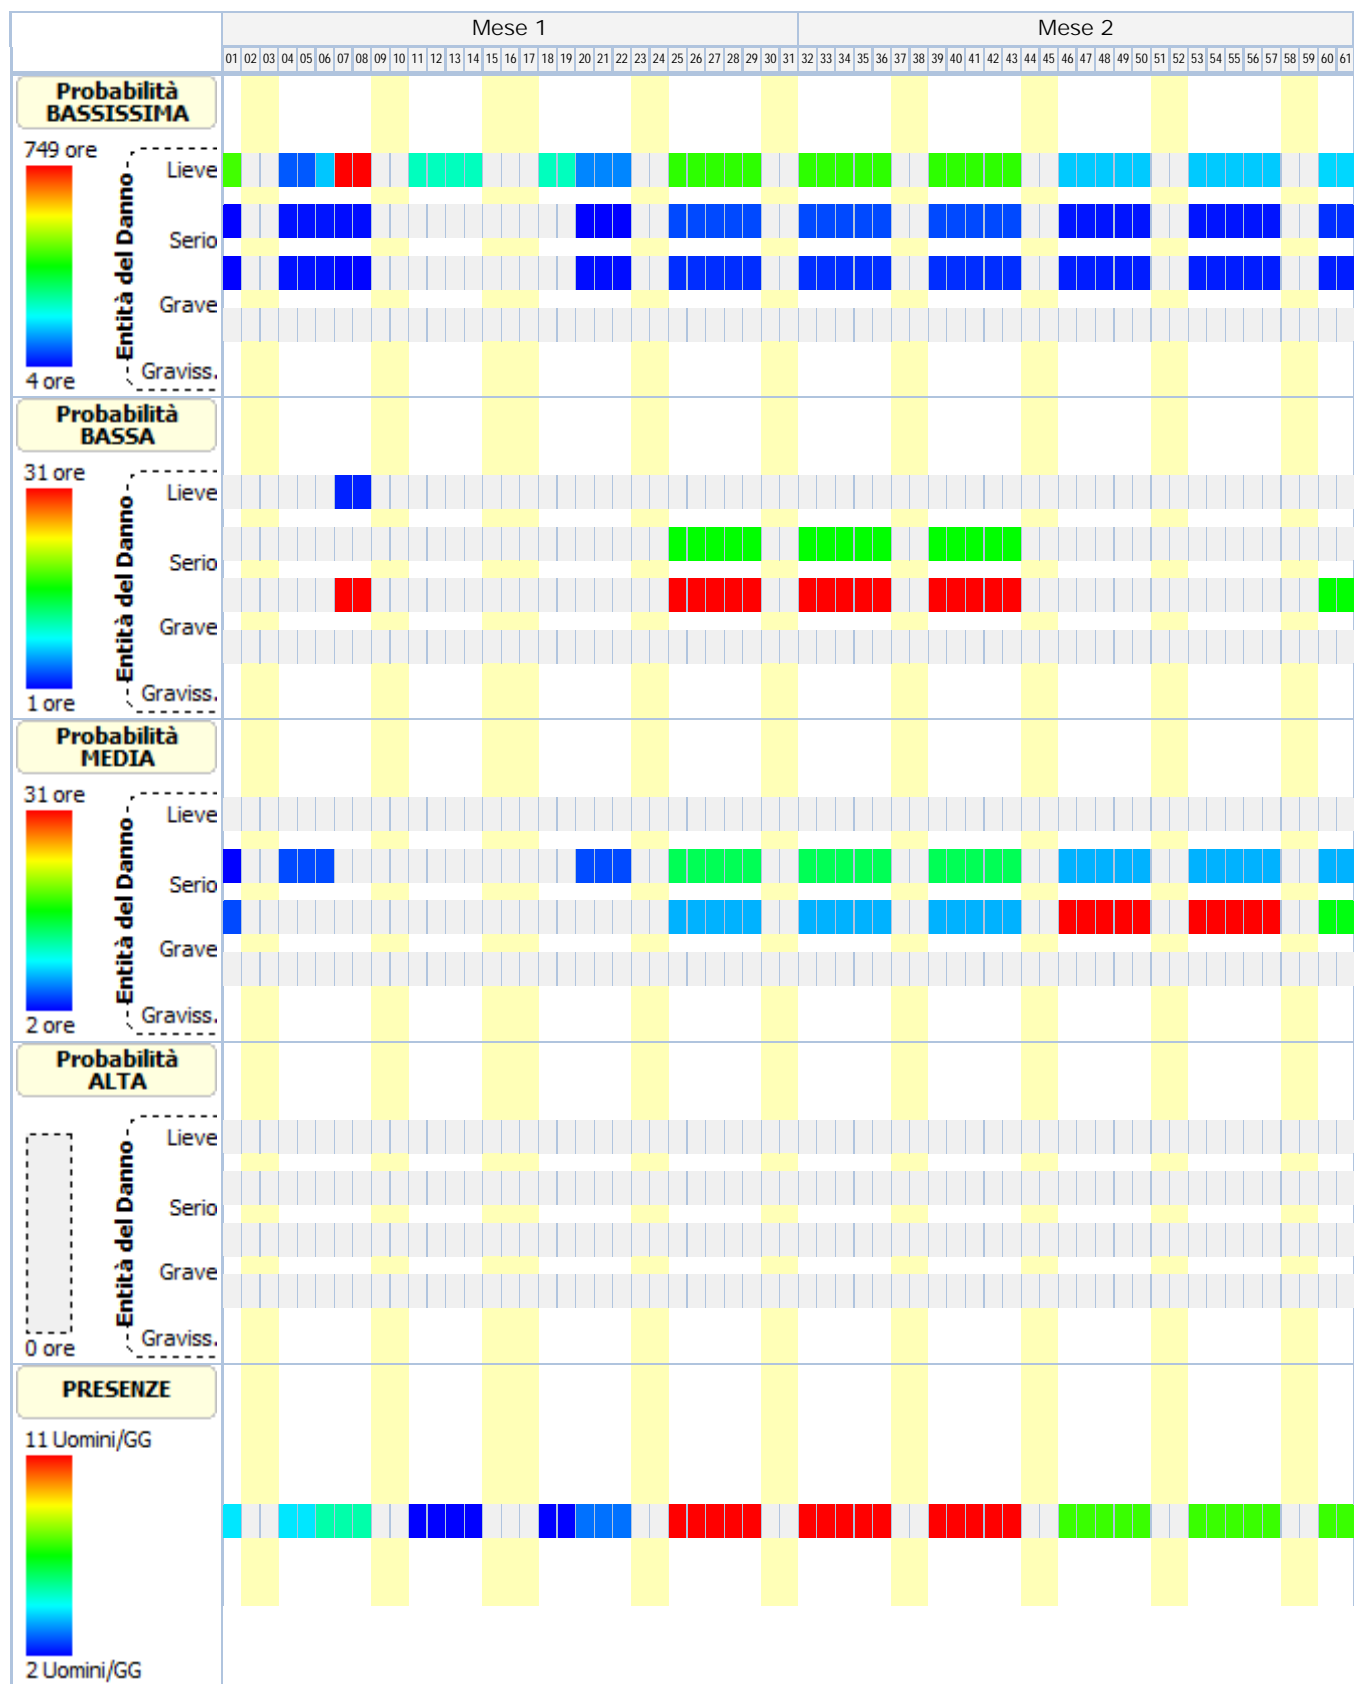 Mese 1 Mese 2
01 02 03 04 05 06 07 08 09 10 11 12 13 14 15 16 17 18 19 20 21 22 23 24 25 26 27 28 29 30 31 32 33 34 35 36 37 38 39 40 41 42 43 44 45 46 47 48 49 50 51 52 53 54 55 56 57 58 59 60 61
Probabilità
BASSISSIMA
749 ore
Entità del Danno
Lieve
Serio
Grave
Graviss.
4 ore
Probabilità
BASSA
31 ore
Entità del Danno
Lieve
Serio
Grave
Graviss.
1 ore
Probabilità
MEDIA
31 ore
Entità del Danno
Lieve
Serio
Grave
Graviss.
2 ore
Probabilità
ALTA
Entità del Danno
Lieve
Serio
Grave
Graviss.
0 ore
PRESENZE
11 Uomini/GG
2 Uomini/GG